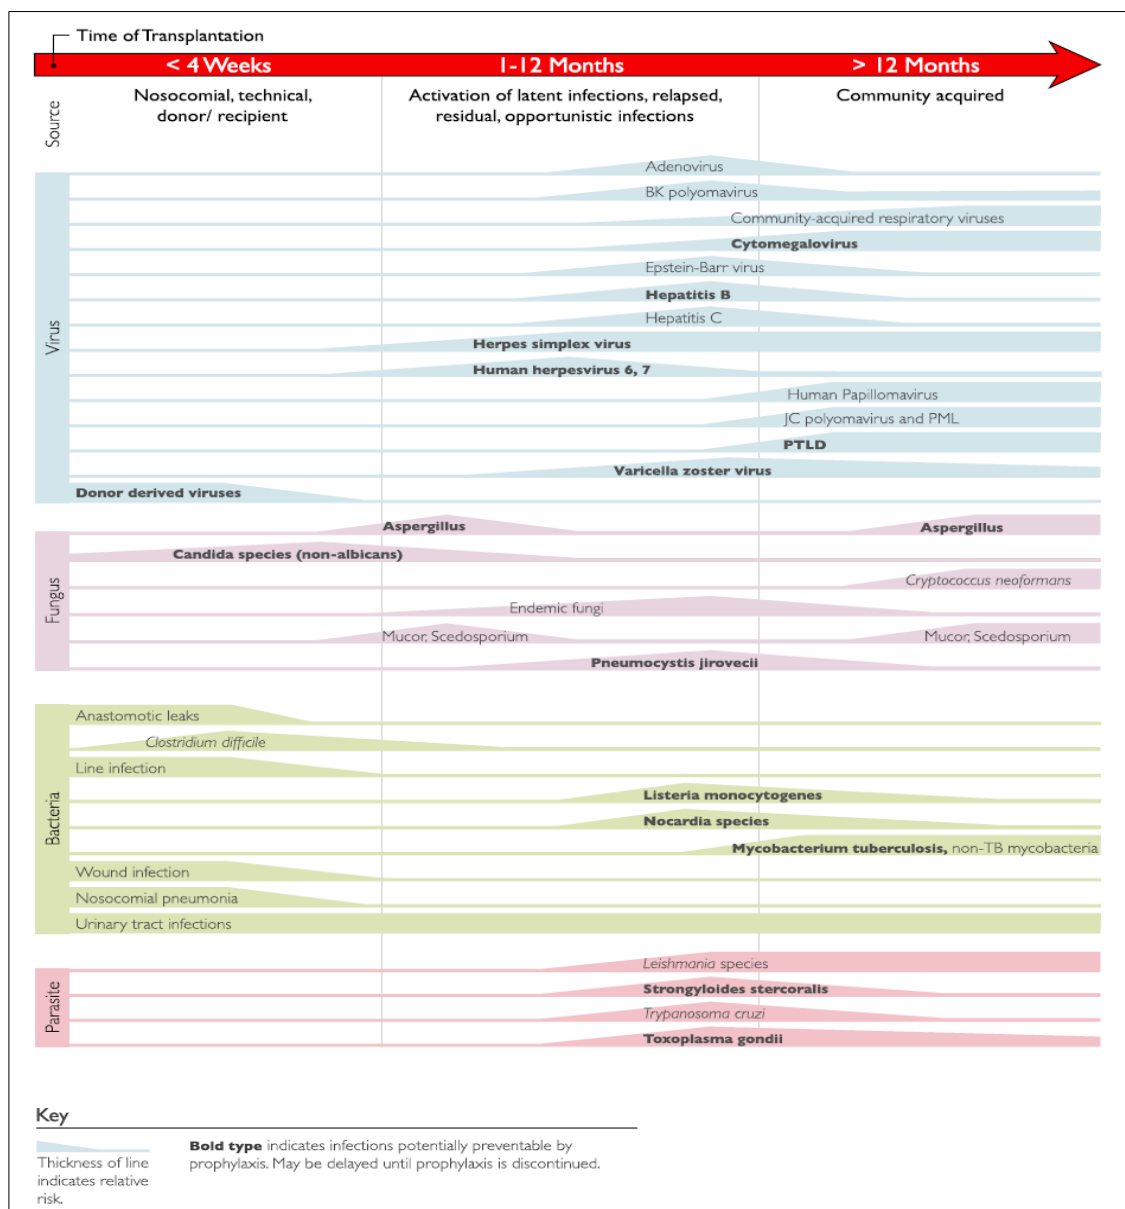 Time of Transplantation
< 4 Weeks
1-12 Months
> 12 Months
Source
Nosocomial, technical,
donor/ recipient
Activation of latent infections, relapsed,
residual, opportunistic infections
Community acquired
Virus
Adenovirus
BK polyomavirus
Community-acquired respiratory viruses
Cytomegalovirus
Epstein-Barr virus
Hepatitis B
Hepatitis C
Herpes simplex virus
Human herpesvirus 6, 7
Human Papillomavirus
JC polyomavirus and PML
PTLD
Varicella zoster virus
Donor derived viruses
Fungus
Aspergillus
Aspergillus
Candida species (non-albicans)
Cryptococcus neoformans
Endemic fungi
Mucor, Scedosporium
Mucor, Scedosporium
Pneumocystis jirovecii
Bacteria
Anastomotic leaks
Clostridium difficile
Line infection
Listeria monocytogenes
Nocardia species
Mycobacterium tuberculosis, non-TB mycobacteria
Wound infection
Nosocomial pneumonia
Urinary tract infections
Parasite
Leishmania species
Strongyloides stercoralis
Trypanosoma cruzi
Toxoplasma gondii
Key
Thickness of line
indicates relative
risk.
Bold type indicates infections potentially preventable by
prophylaxis. May be delayed until prophylaxis is discontinued.